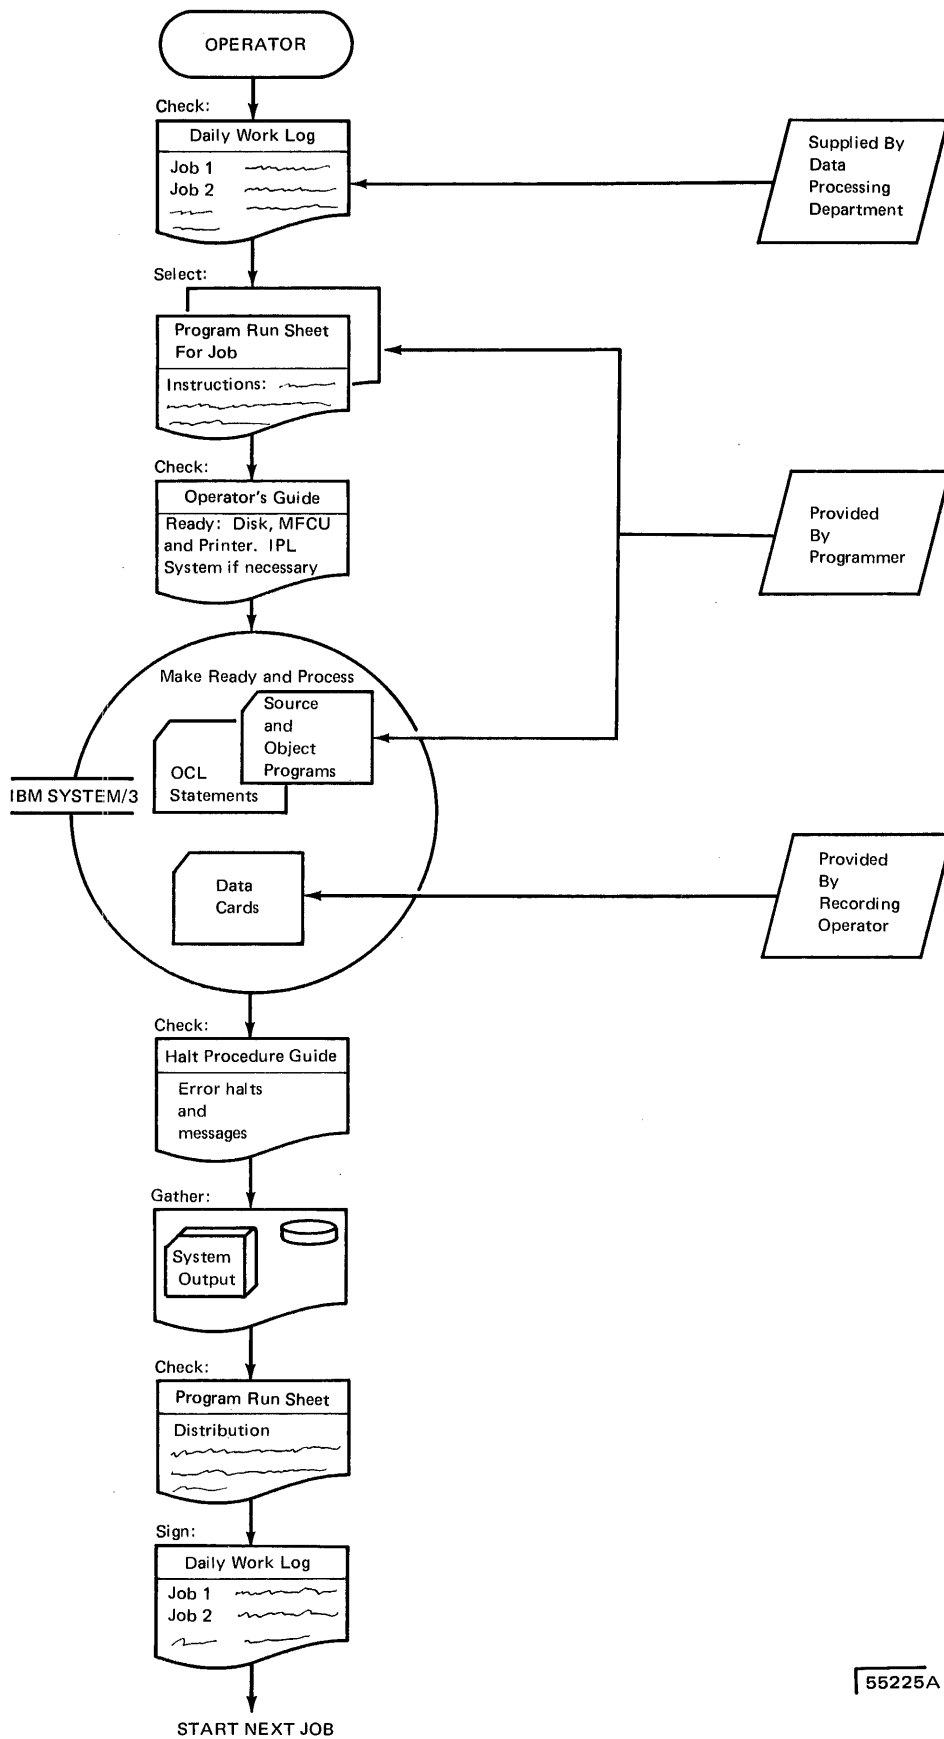 OPERATOR
Check:
Daily Work Log
Job 1
Job 2
Supplied By
Data
Processing
Department
Select:
Program Run Sheet
For Job
Instructions:
Check:
Operator's Guide
Ready: Disk, MFCU
and Printer. IPL
System if necessary
Provided
By
Programmer
Make Ready and Process
Source
and
Object
Programs
OCL
Statements
IBM SYSTEM/3
Data
Cards
Provided
By
Recording
Operator
Check:
Halt Procedure Guide
Error halts
and
messages
Gather:
System
Output
Check:
Program Run Sheet
Distribution
Sign:
Daily Work Log
Job 1
Job 2
START NEXT JOB
55225A